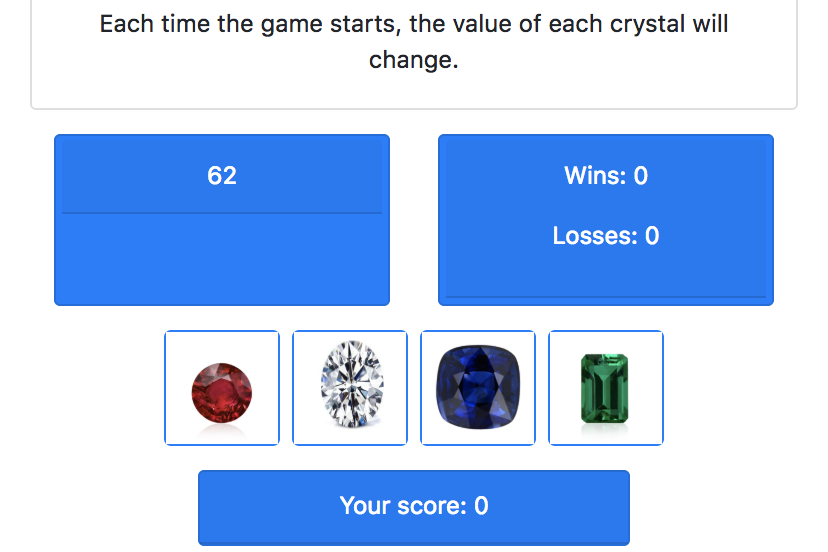 Each time the game starts, the value of each crystal will
change.
62
Wins: 0
Losses: 0
Your score: 0